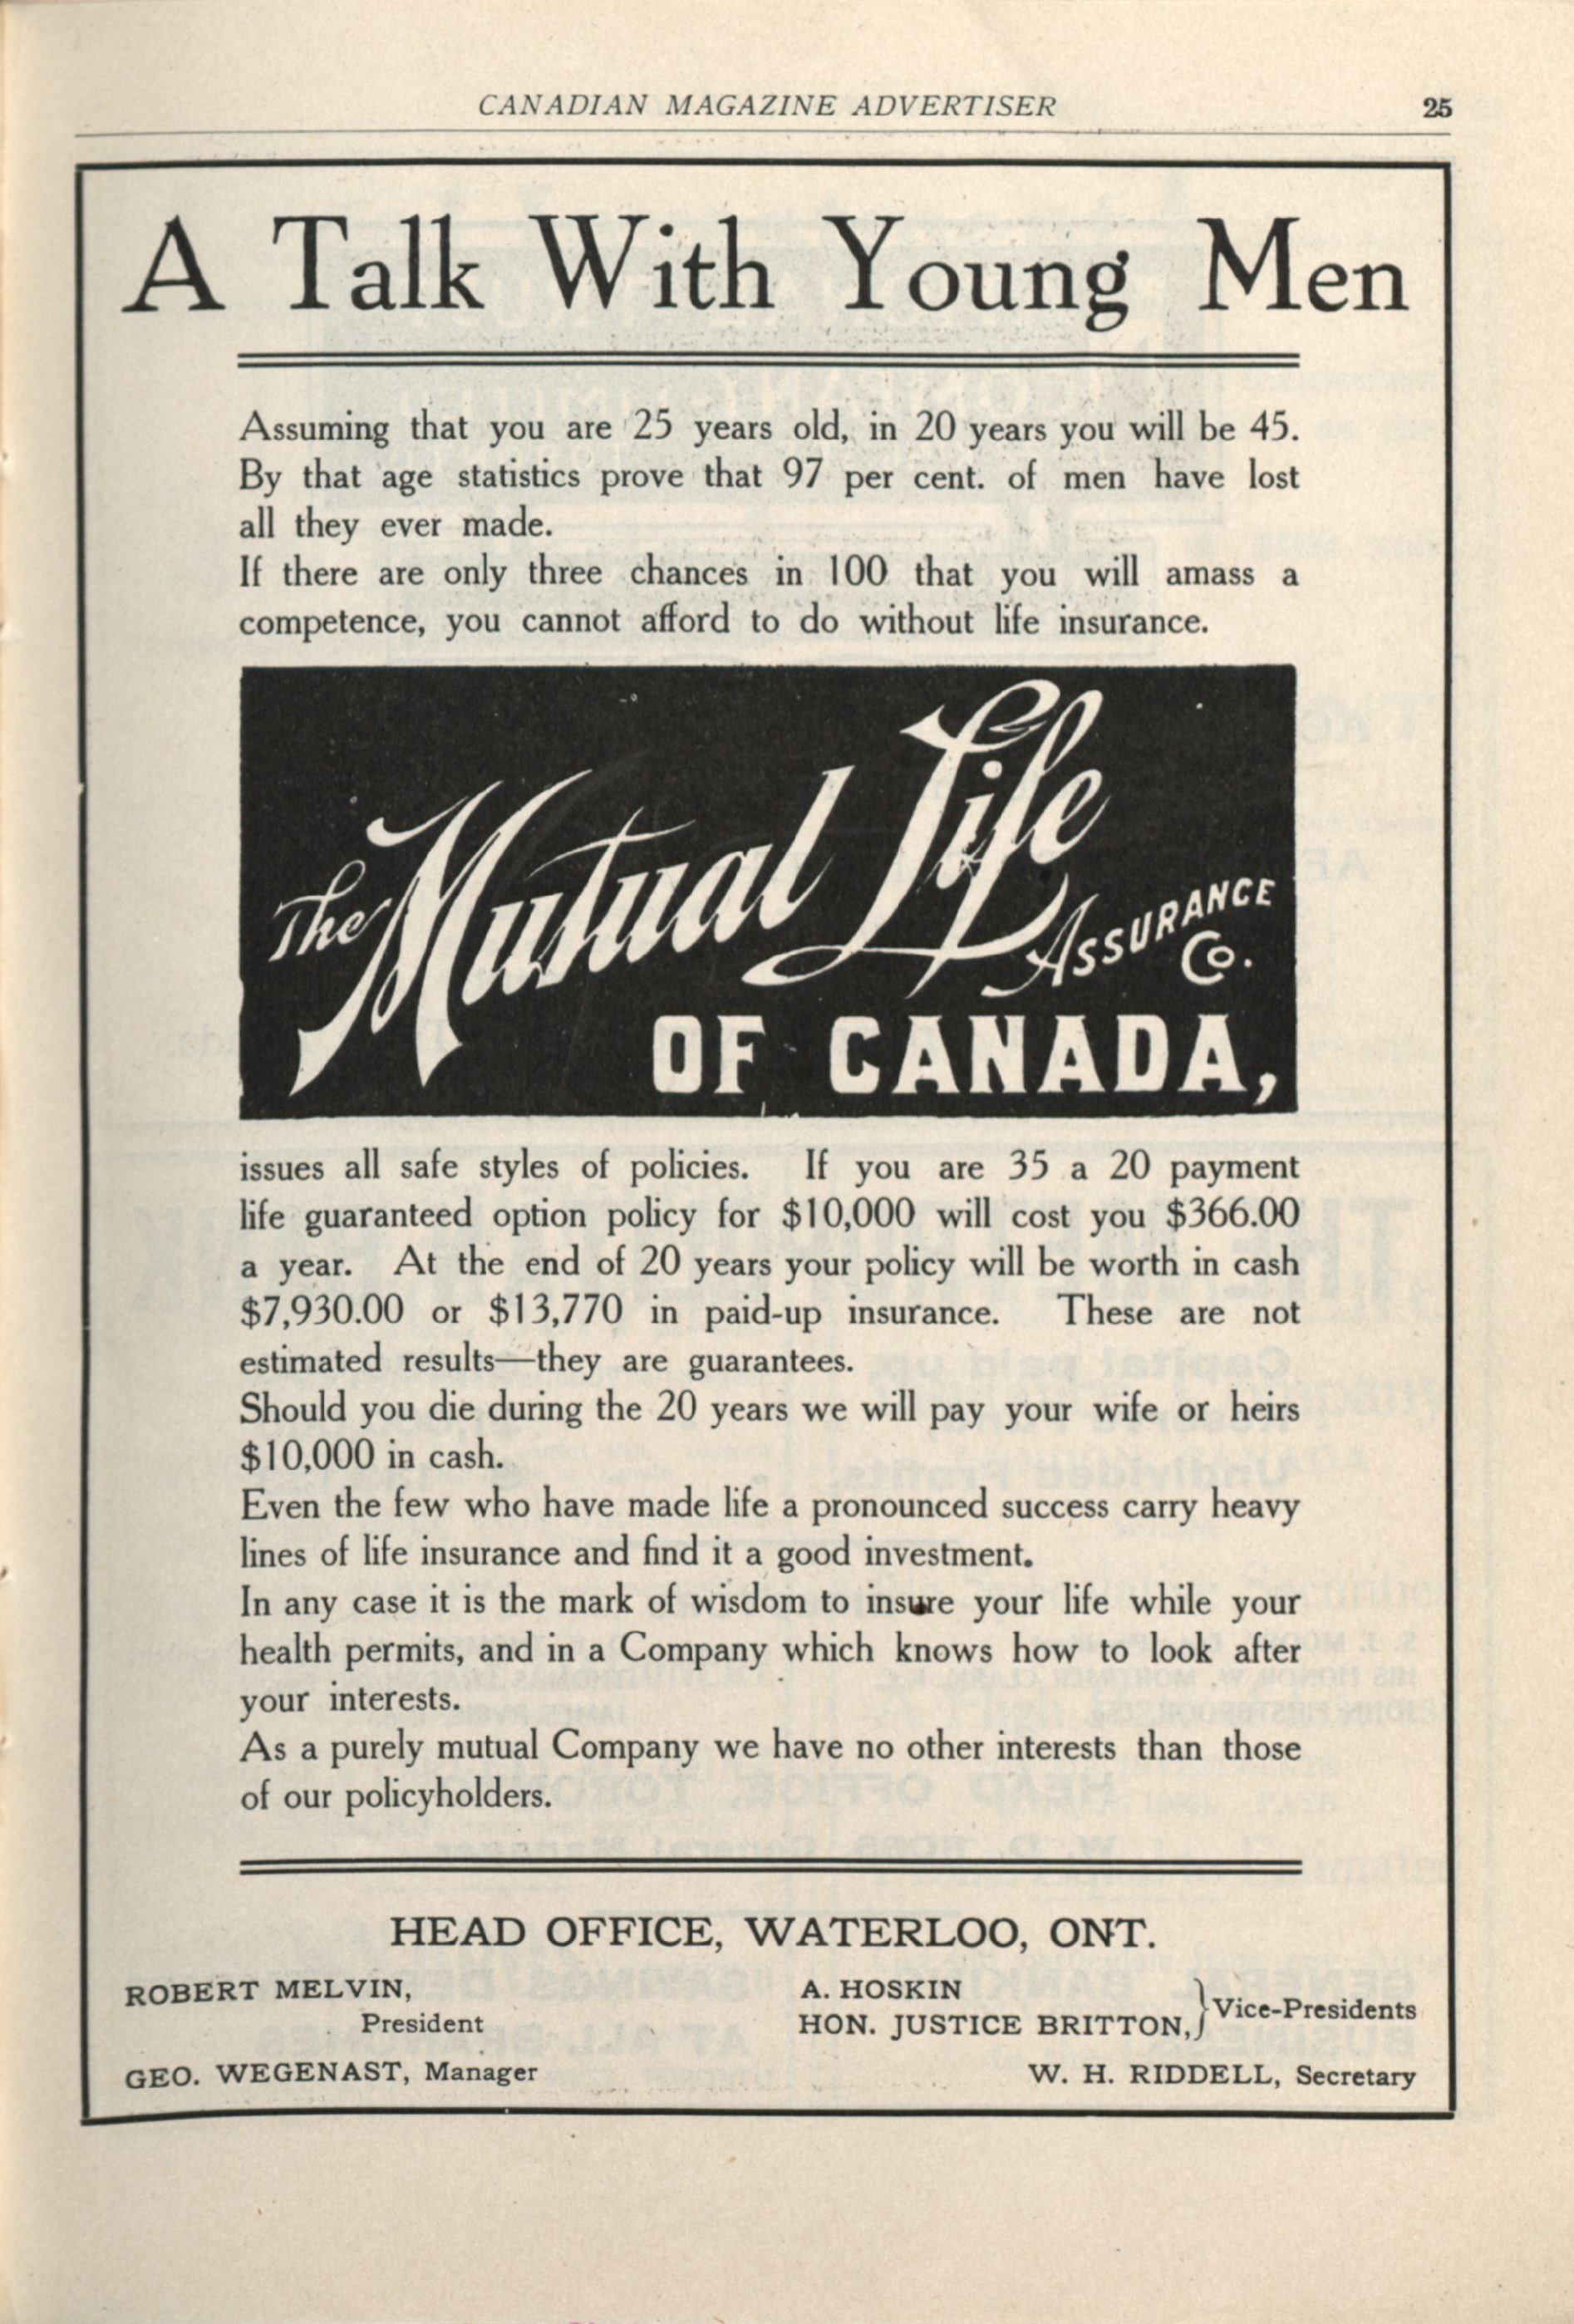 CANADIAN MAGAZINE ADVERTISER 25
A Talk With Young Men
Assuming that you are 25 years old, in 20 years you will be 45.
By that age statistics prove that 97 per cent. of men have lost
all they ever made.
If there are only three chances in 100 that you will amass a
competence, you cannot afford to do without life insurance.
The Mutual Life
ASSURANCE
Co.
OF CANADA,
issues all safe styles of policies. If you are 35 a 20 payment
life guaranteed option policy for $10,000 will cost you $366.00
a year. At the end of 20 years your policy will be worth in cash
$7,930.00 or $13,770 in paid-up insurance. These are not
estimated results—they are guarantees.
Should you die during the 20 years we will pay your wife or heirs
$10,000 in cash.
Even the few who have made life a pronounced success carry heavy
lines of life insurance and find it a good investment.
In any case it is the mark of wisdom to insure your life while your
health permits, and in a Company which knows how to look after
your interests.
As a purely mutual Company we have no other interests than those
of our policyholders.
HEAD OFFICE, WATERLOO, ONT.
ROBERT MELVIN,
President
A. HOSKIN
HON. JUSTICE BRITTON,} Vice-Presidents
GEO. WEGENAST, Manager
W. H. RIDDELL, Secretary